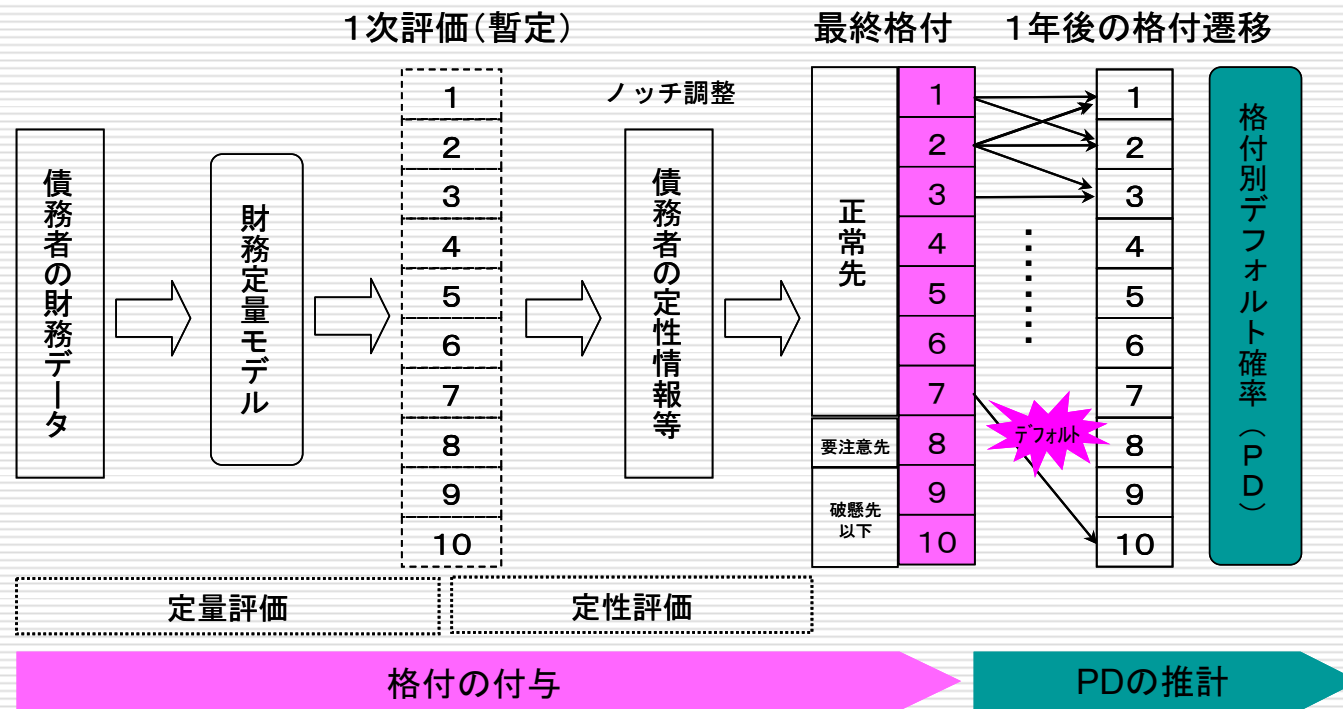 1次評価(暫定)
最終格付
1年後の格付遷移
債務者の財務データ
財務定量モデル
1
2
3
4
5
6
7
8
9
10
ノッチ調整
債務者の定性情報等
正常先
要注意先
破懸先
以下
1
2
3
4
5
6
7
8
9
10
デフォルト
1
2
3
4
5
6
7
8
9
10
格付別デフォルト確率(PD)
定量評価
定性評価
格付の付与
PDの推計